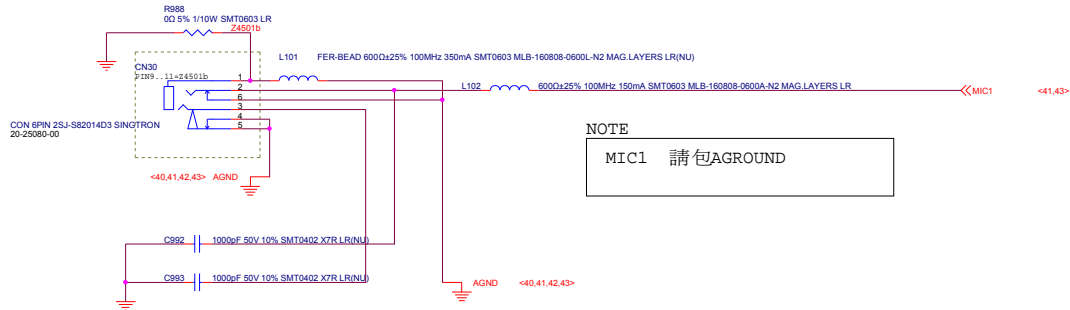 R988
0Ω 5% 1/10W SMT0603 LR
Z4501b
L101 FER-BEAD 600Ω±25% 100MHz 350mA SMT0603 MLB-160808-0600L-N2 MAG.LAYERS LR(NU)
CN30
PIN9..11=Z4501b
1
2
6
3
4
5
L102 600Ω±25% 100MHz 150mA SMT0603 MLB-160808-0600A-N2 MAG.LAYERS LR
MIC1 <41,43>
CON 6PIN 2SJ-S82014D3 SINGTRON
20-25080-00
NOTE
MIC1 請包AGROUND
<40,41,42,43> AGND
C992 1000pF 50V 10% SMT0402 X7R LR(NU)
C993 1000pF 50V 10% SMT0402 X7R LR(NU)
AGND <40,41,42,43>